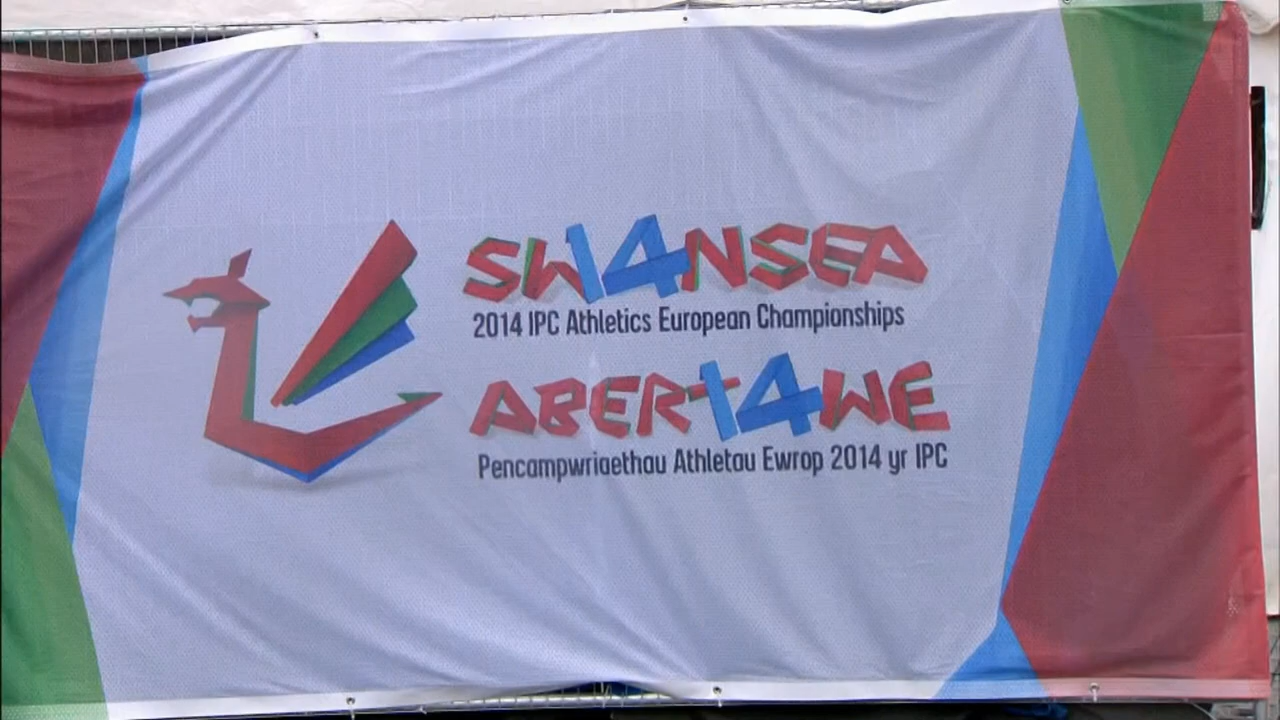 SW14NSEA
2014 IPC Athletics European Championships
ABERT14WE
Pencampwriaethau Athletau Ewrop 2014 yr IPC